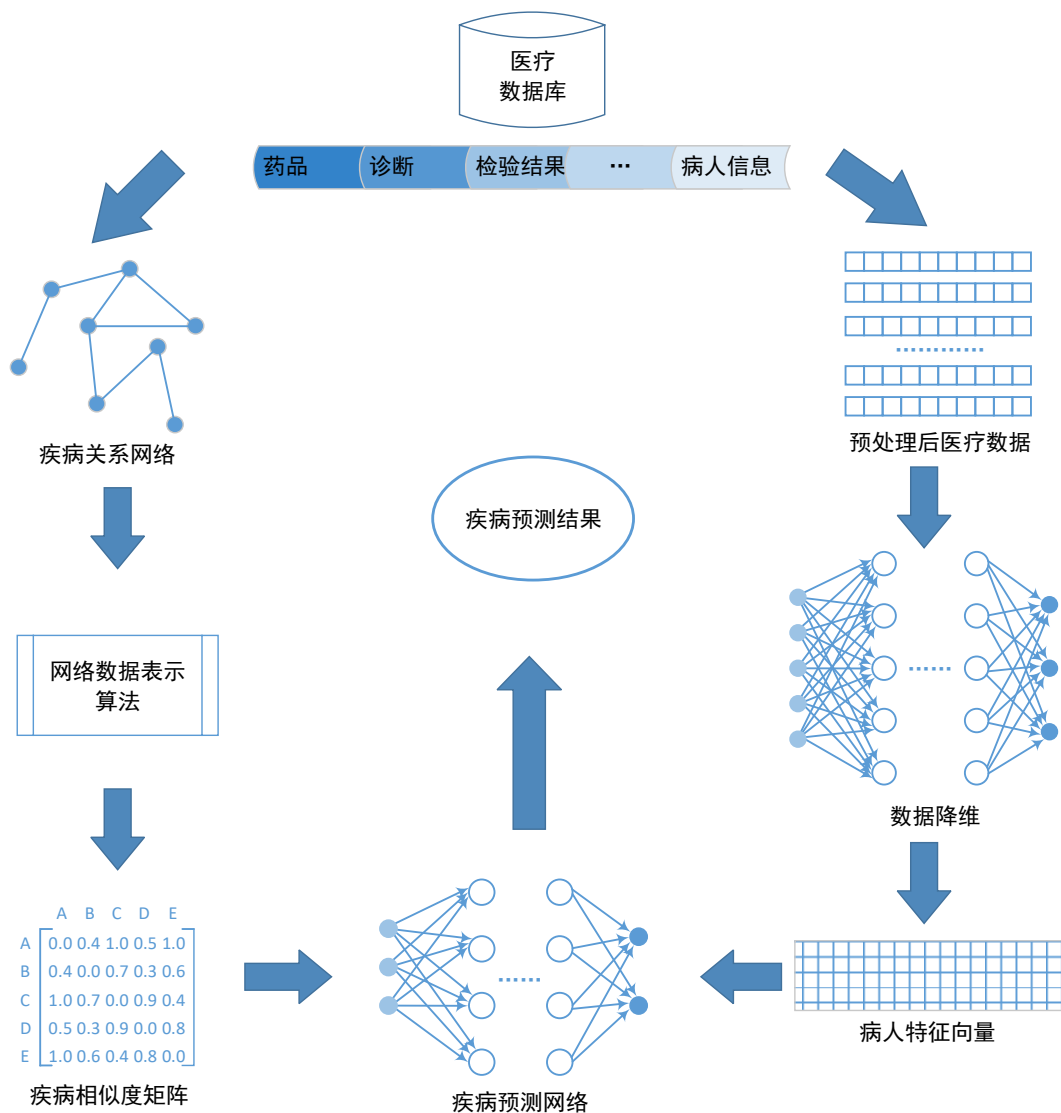 医疗
数据库
药品 诊断 检验结果 … 病人信息
疾病关系网络
预处理后医疗数据
疾病预测结果
网络数据表示
算法
数据降维
A B C D E
A 0.0 0.4 1.0 0.5 1.0
B 0.4 0.0 0.7 0.3 0.6
C 1.0 0.7 0.0 0.9 0.4
D 0.5 0.3 0.9 0.0 0.8
E 1.0 0.6 0.4 0.8 0.0
疾病相似度矩阵
疾病预测网络
病人特征向量